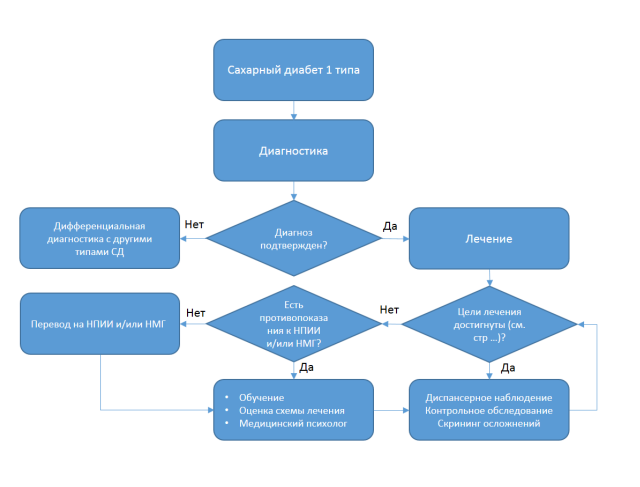 Сахарный диабет 1 типа
Диагностика
Нет
Диагноз
подтвержден?
Да
Дифференциальная
диагностика с другими
типами СД
Лечение
Перевод на НПИИ и/или НМГ
Нет
Есть
противопоказа
ния к НПИИ
и/или НМГ?
Нет
Цели лечения
достигнуты (см.
стр ...)?
Да
Да
• Обучение
• Оценка схемы лечения
• Медицинский психолог
Диспансерное наблюдение
Контрольное обследование
Скрининг осложнений